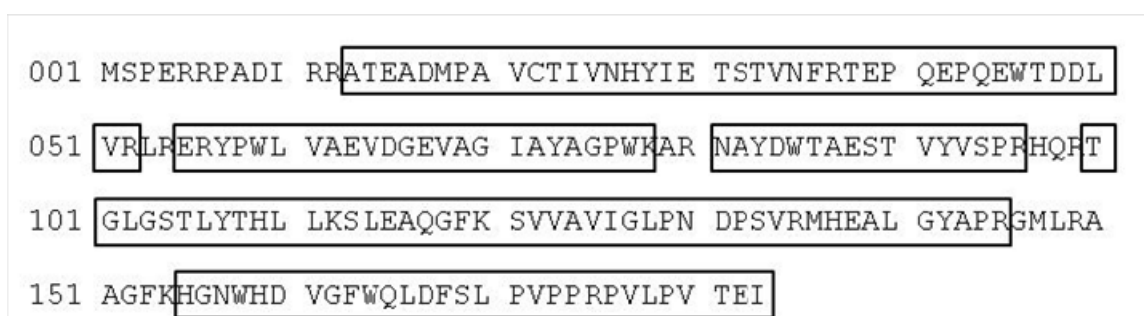 001 MSPERRPADI RRATEADMPA VCTIVNHYIE TSTVNFRTEP QEPQEWTDDL
051 VRLRERYPWL VAEVDGEVAG IAYAGPWKAR NAYDWTAEST VYVSPRHQRT
101 GLGSTLYTHL LKSLEAQGFK SVVAVIGLPN DPSVRMHEAL GYAPRGMLRA
151 AGFKHGNWHD VGFWQLDFSL PVPPRPVLPV TEI